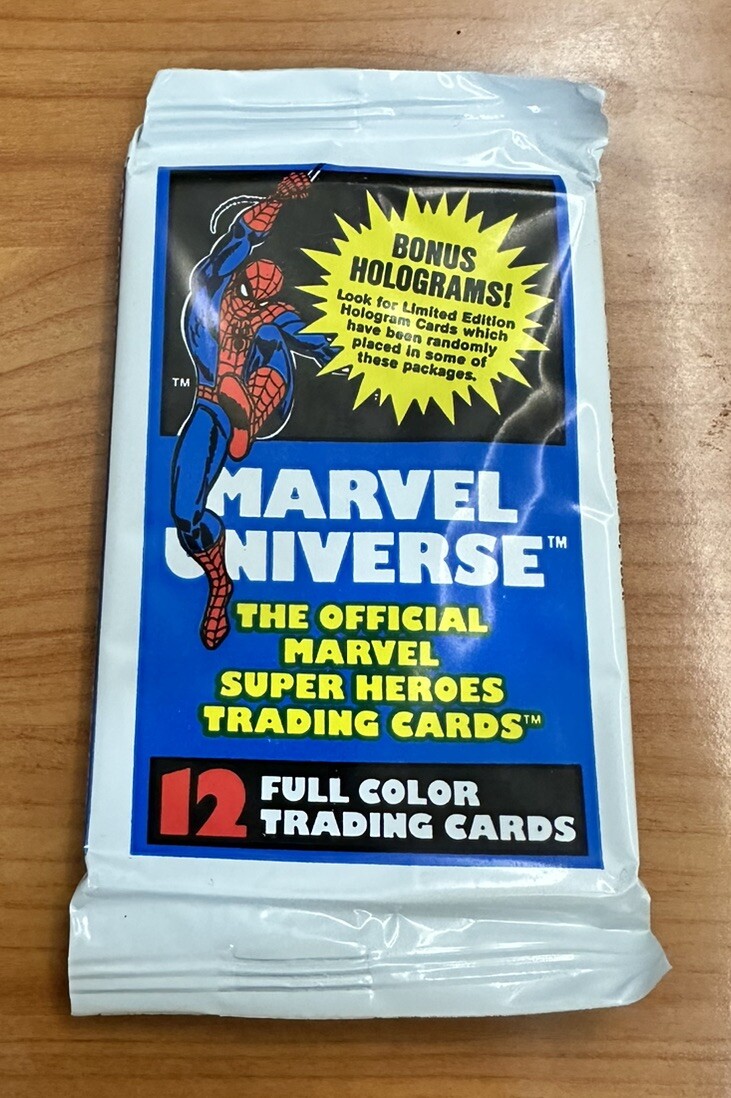 BONUS
HOLOGRAMS!
Look for Limited Edition
Hologram Cards which
have been randomly
placed in some of
these packages.
TM
MARVEL
UNIVERSE™
THE OFFICIAL
MARVEL
SUPER HEROES
TRADING CARDS™
12 FULL COLOR
TRADING CARDS